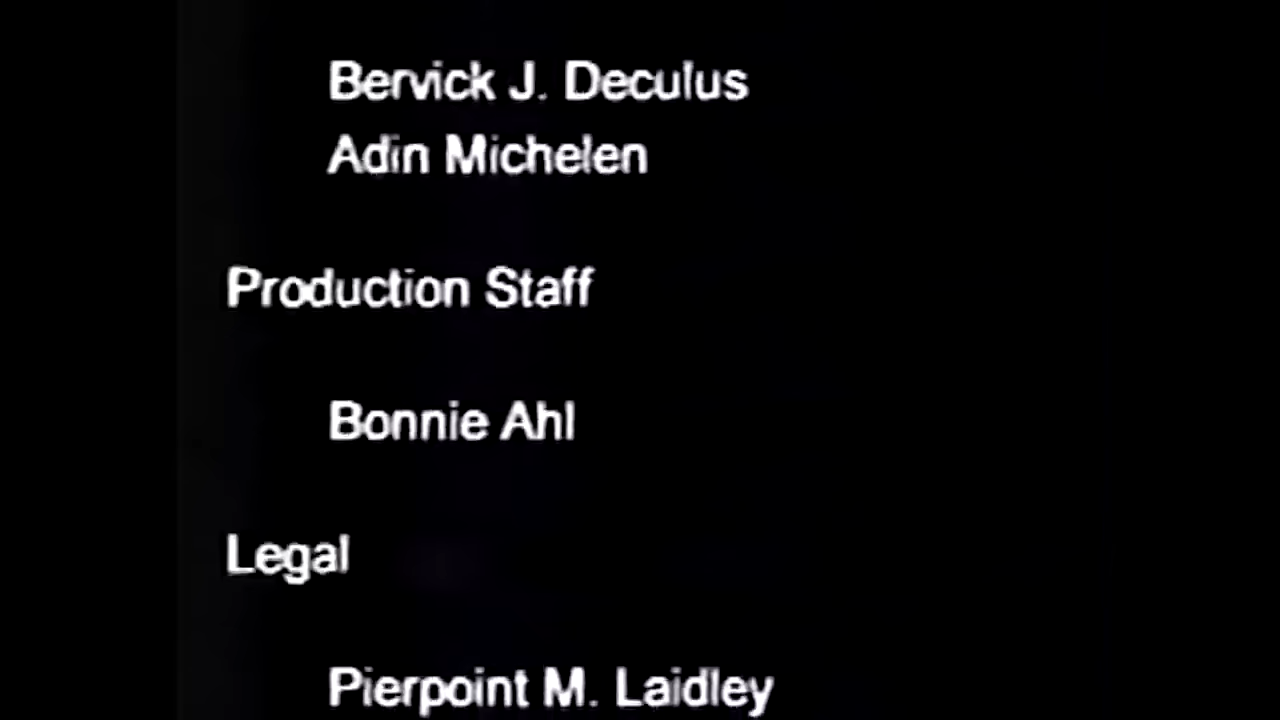 Bervick J. Deculus
Adin Michelen
Production Staff
Bonnie Ahl
Legal
Pierpoint M. Laidley